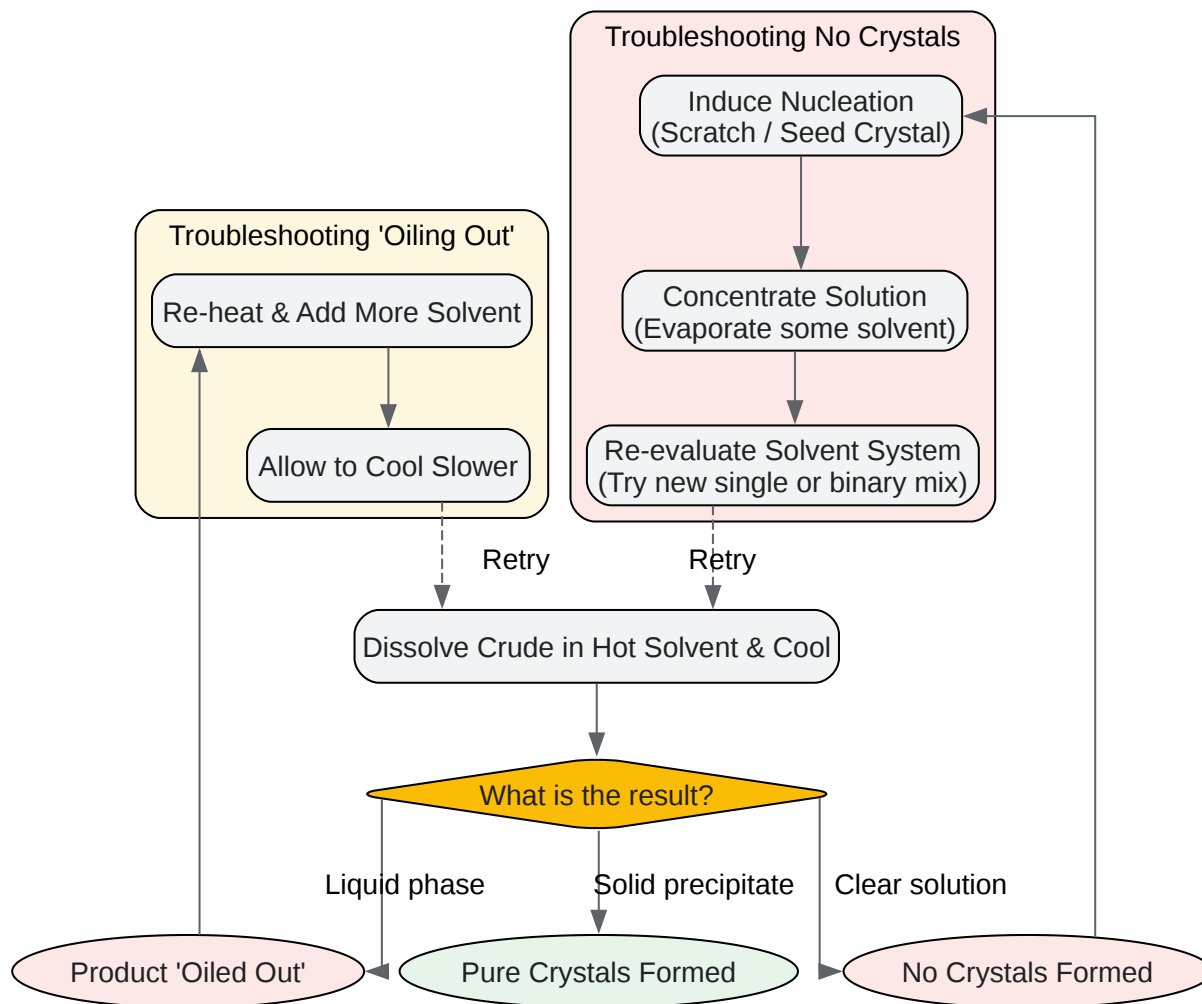 Troubleshooting No Crystals
Induce Nucleation
(Scratch / Seed Crystal)
Troubleshooting 'Oiling Out'
Re-heat & Add More Solvent
Concentrate Solution
(Evaporate some solvent)
Allow to Cool Slower
Re-evaluate Solvent System
(Try new single or binary mix)
Retry
Retry
Dissolve Crude in Hot Solvent & Cool
What is the result?
Liquid phase
Solid precipitate
Clear solution
Product 'Oiled Out'
Pure Crystals Formed
No Crystals Formed